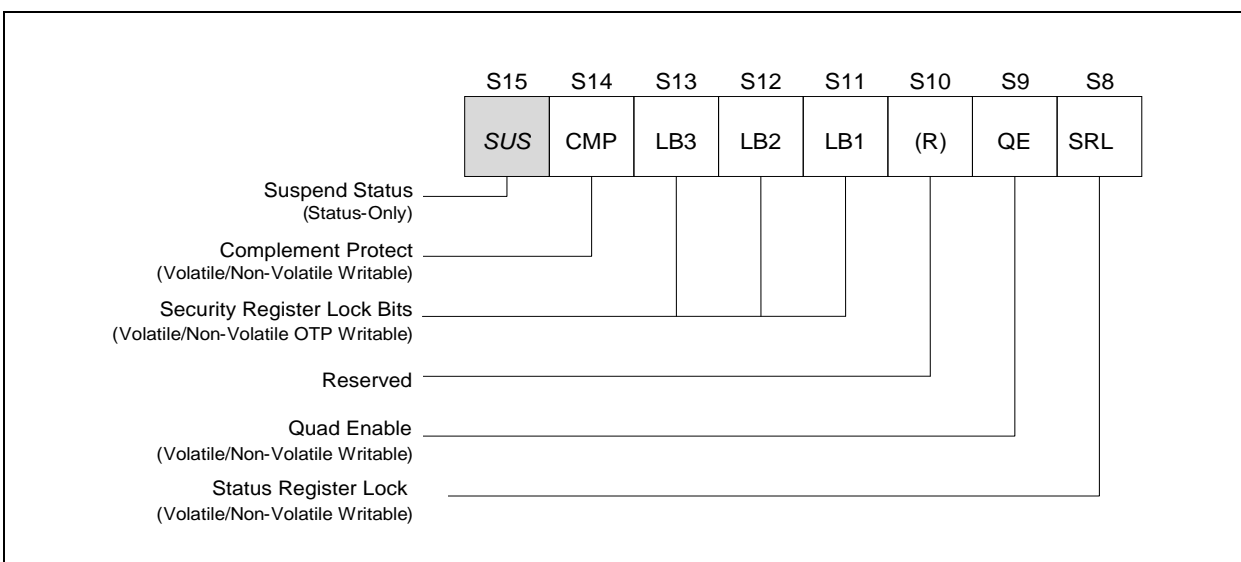 S15 S14 S13 S12 S11 S10 S9 S8
SUS CMP LB3 LB2 LB1 (R) QE SRL
Suspend Status
(Status-Only)
Complement Protect
(Volatile/Non-Volatile Writable)
Security Register Lock Bits
(Volatile/Non-Volatile OTP Writable)
Reserved
Quad Enable
(Volatile/Non-Volatile Writable)
Status Register Lock
(Volatile/Non-Volatile Writable)